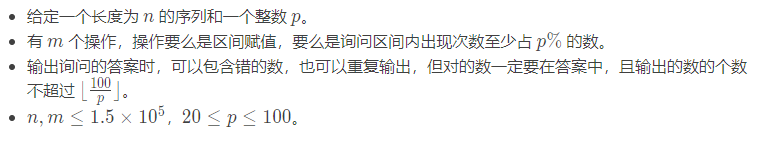 • 给定一个长度为 n 的序列和一个整数 p。
• 有 m 个操作，操作要么是区间赋值，要么是询问区间内出现次数至少占 p% 的数。
• 输出询问的答案时，可以包含错的数，也可以重复输出，但对的数一定要在答案中，且输出的数的个数
不超过 ⌊100/p⌋。
• n, m ≤ 1.5 × 10^5，20 ≤ p ≤ 100。